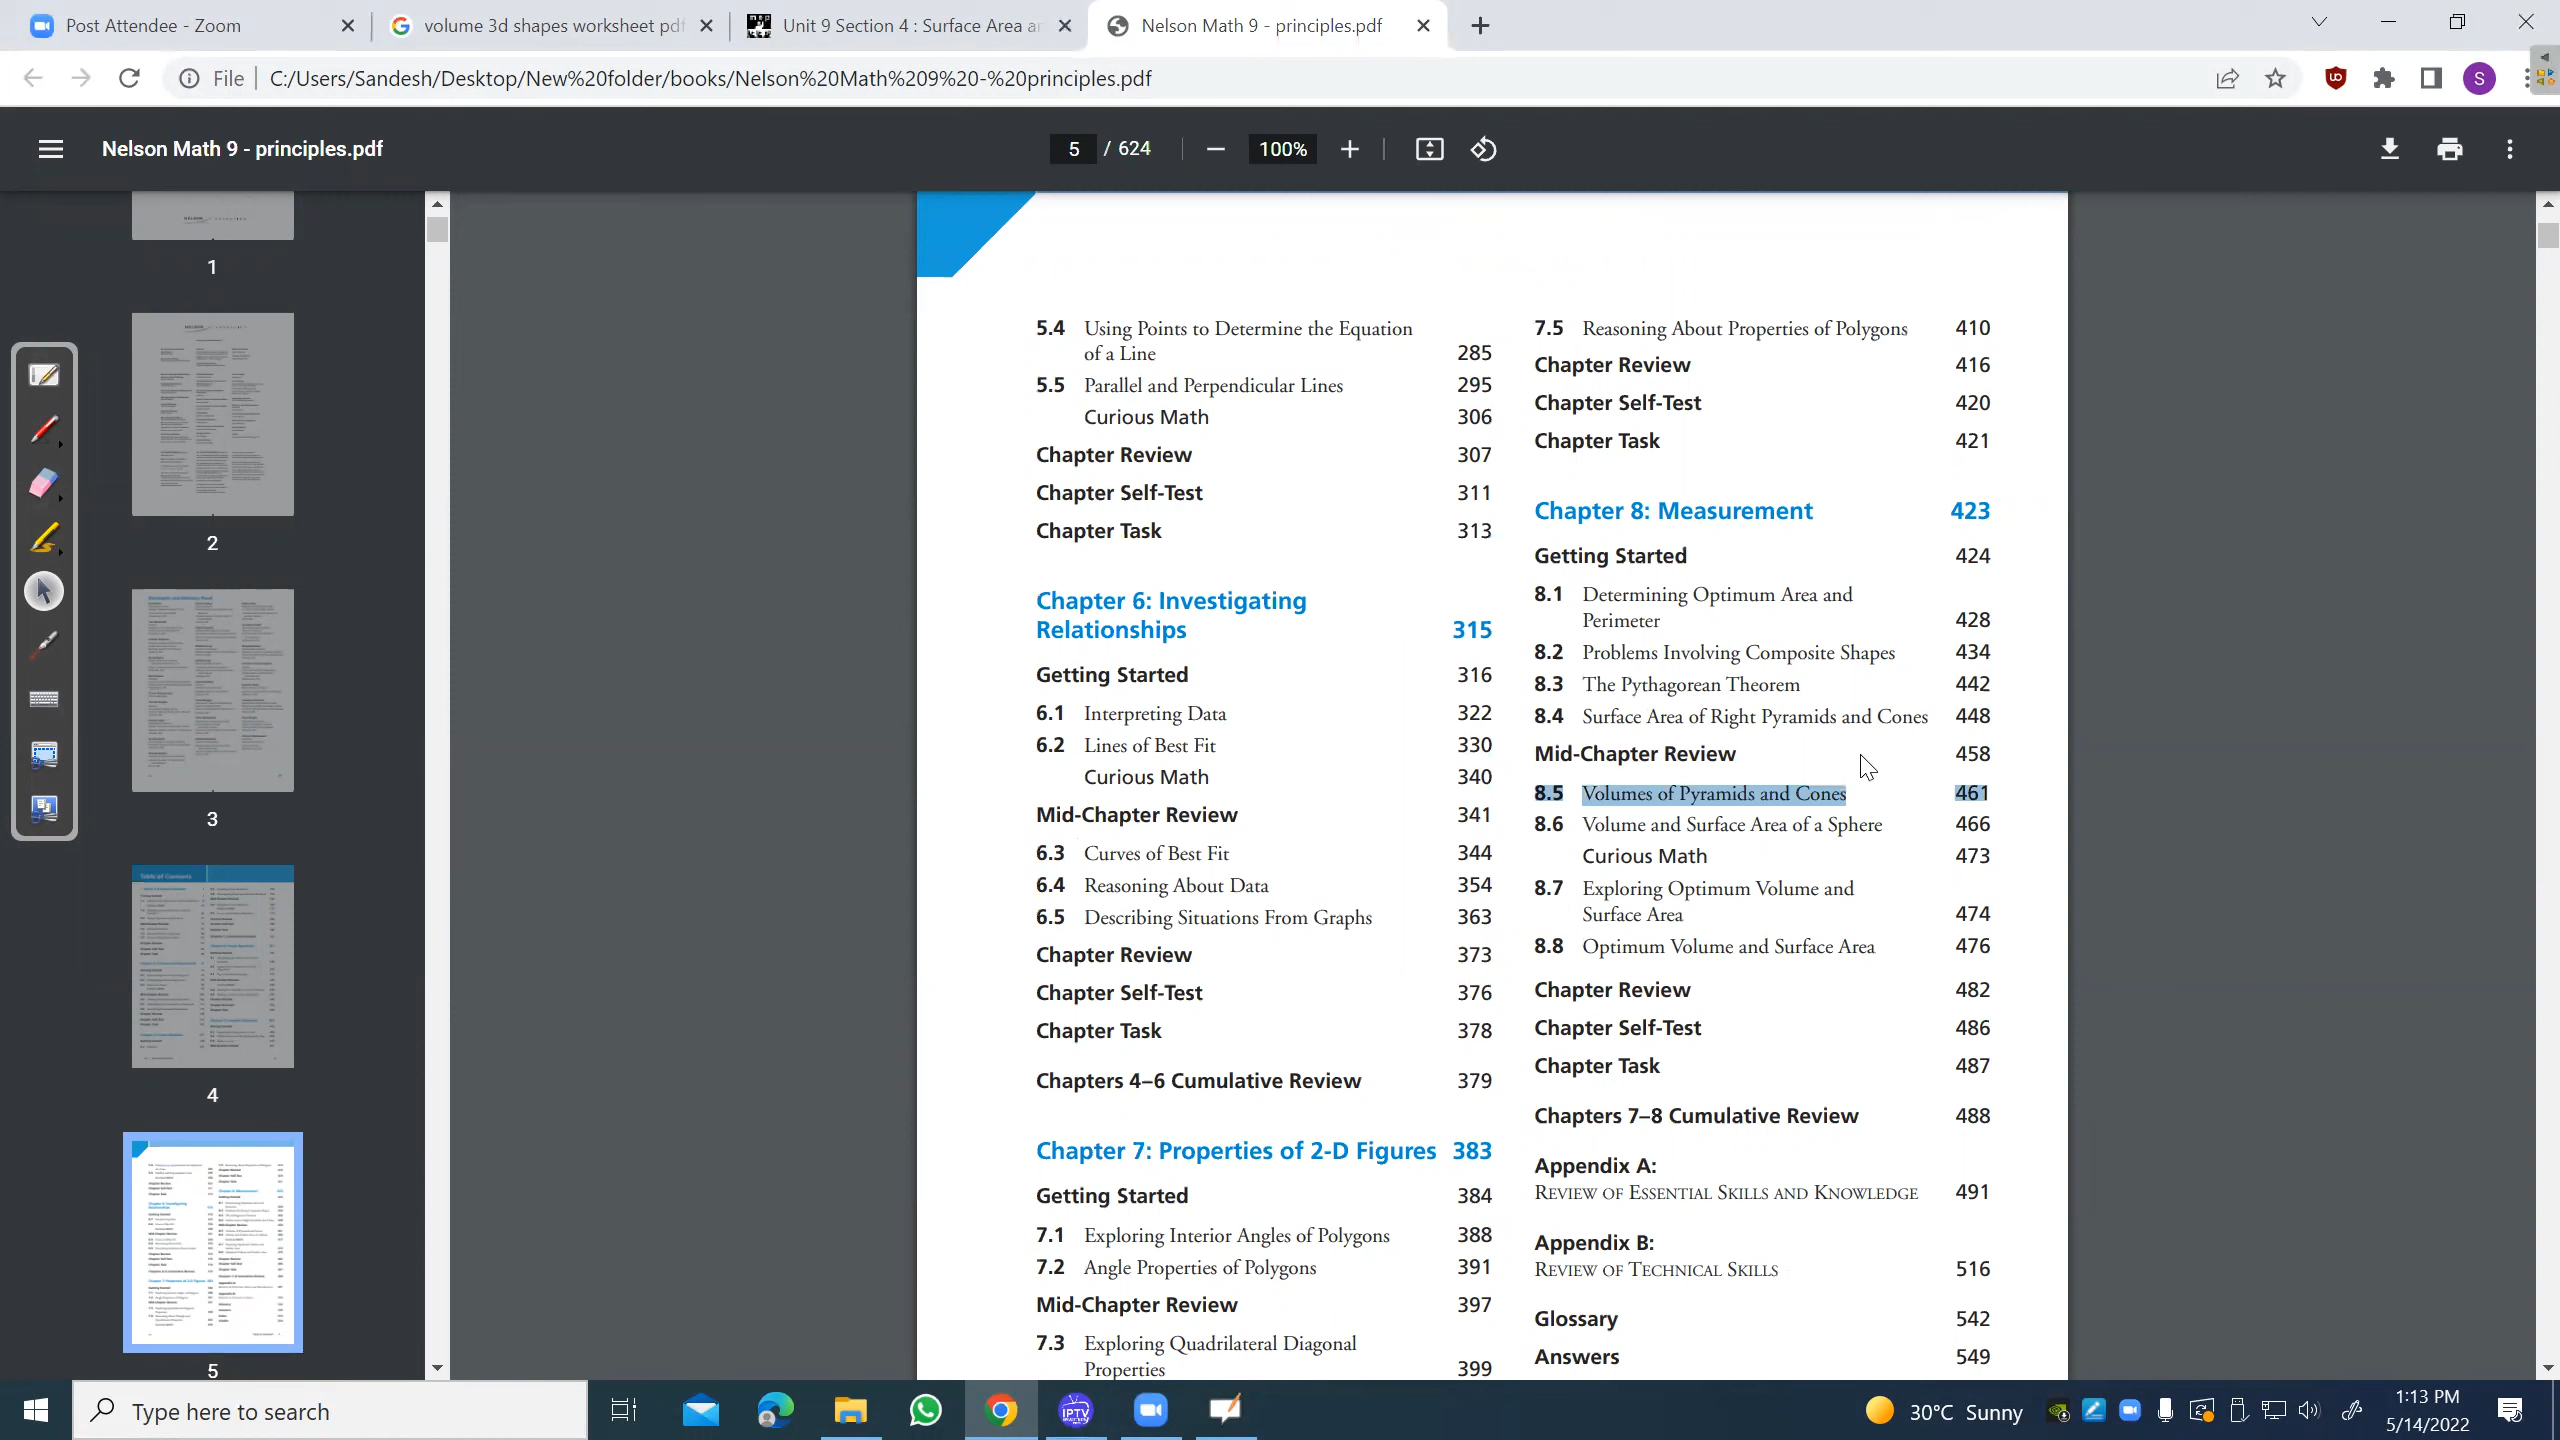 Post Attendee - Zoom
volume 3d shapes worksheet pdf
Unit 9 Section 4 : Surface Area an
Nelson Math 9 - principles.pdf
File
C:/Users/Sandesh/Desktop/New%20folder/books/Nelson%20Math%209%20-%20principles.pdf
S
Nelson Math 9 - principles.pdf
5 / 624
100%
1
2
3
Table of Contents
4
5
5.4 Using Points to Determine the Equation
of a Line 285
5.5 Parallel and Perpendicular Lines 295
Curious Math 306
Chapter Review 307
Chapter Self-Test 311
Chapter Task 313
Chapter 6: Investigating
Relationships 315
Getting Started 316
6.1 Interpreting Data 322
6.2 Lines of Best Fit 330
Curious Math 340
Mid-Chapter Review 341
6.3 Curves of Best Fit 344
6.4 Reasoning About Data 354
6.5 Describing Situations From Graphs 363
Chapter Review 373
Chapter Self-Test 376
Chapter Task 378
Chapters 4–6 Cumulative Review 379
Chapter 7: Properties of 2-D Figures 383
Getting Started 384
7.1 Exploring Interior Angles of Polygons 388
7.2 Angle Properties of Polygons 391
Mid-Chapter Review 397
7.3 Exploring Quadrilateral Diagonal
Properties 399
7.5 Reasoning About Properties of Polygons 410
Chapter Review 416
Chapter Self-Test 420
Chapter Task 421
Chapter 8: Measurement 423
Getting Started 424
8.1 Determining Optimum Area and
Perimeter 428
8.2 Problems Involving Composite Shapes 434
8.3 The Pythagorean Theorem 442
8.4 Surface Area of Right Pyramids and Cones 448
Mid-Chapter Review 458
8.5 Volumes of Pyramids and Cones 461
8.6 Volume and Surface Area of a Sphere 466
Curious Math 473
8.7 Exploring Optimum Volume and
Surface Area 474
8.8 Optimum Volume and Surface Area 476
Chapter Review 482
Chapter Self-Test 486
Chapter Task 487
Chapters 7–8 Cumulative Review 488
Appendix A:
REVIEW OF ESSENTIAL SKILLS AND KNOWLEDGE 491
Appendix B:
REVIEW OF TECHNICAL SKILLS 516
Glossary 542
Answers 549
Type here to search
IPTV
30°C Sunny
1:13 PM
5/14/2022